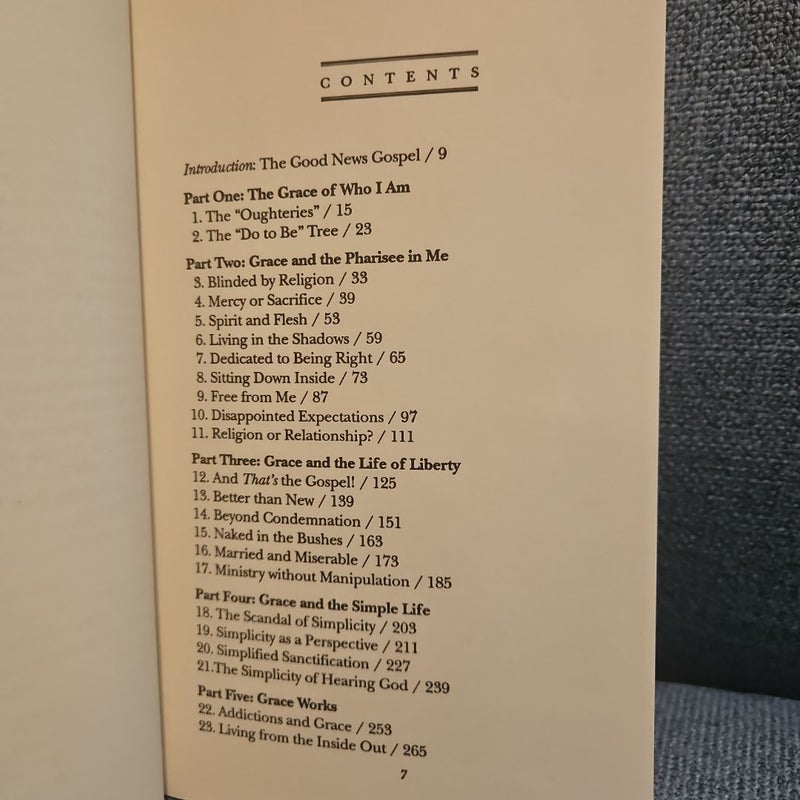 CONTENTS
Introduction: The Good News Gospel / 9
Part One: The Grace of Who I Am
1. The “Oughteries” / 15
2. The “Do to Be” Tree / 23
Part Two: Grace and the Pharisee in Me
3. Blinded by Religion / 33
4. Mercy or Sacrifice / 39
5. Spirit and Flesh / 53
6. Living in the Shadows / 59
7. Dedicated to Being Right / 65
8. Sitting Down Inside / 73
9. Free from Me / 87
10. Disappointed Expectations / 97
11. Religion or Relationship? / 111
Part Three: Grace and the Life of Liberty
12. And That’s the Gospel! / 125
13. Better than New / 139
14. Beyond Condemnation / 151
15. Naked in the Bushes / 163
16. Married and Miserable / 173
17. Ministry without Manipulation / 185
Part Four: Grace and the Simple Life
18. The Scandal of Simplicity / 203
19. Simplicity as a Perspective / 211
20. Simplified Sanctification / 227
21.The Simplicity of Hearing God / 239
Part Five: Grace Works
22. Addictions and Grace / 253
23. Living from the Inside Out / 265
7